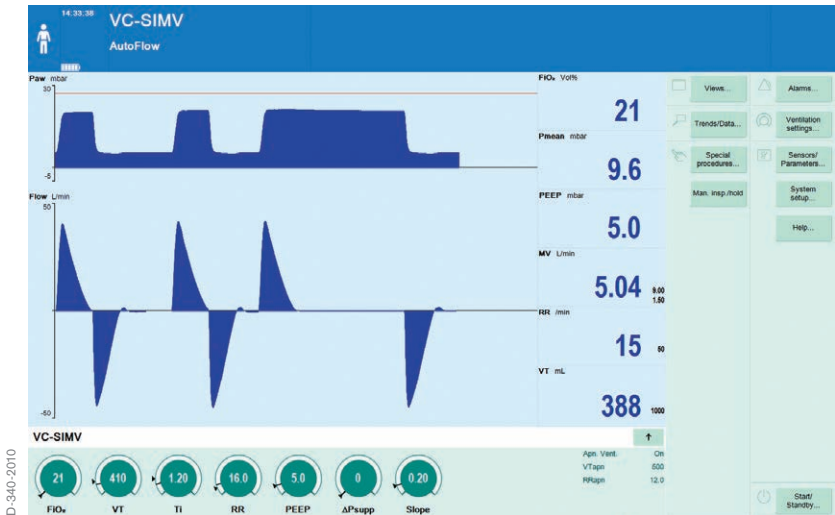 14:33:38
VC-SIMV
AutoFlow
Paw mbar
30
-5
Flow L/min
50
-50
FiO₂ Vol%
21
Pmean mbar
9.6
PEEP mbar
5.0
MV L/min
5.04
9.00
1.50
RR /min
15
50
VT mL
388
1000
Views...
Alarms...
Trends/Data...
Ventilation
settings...
Special
procedures...
Sensors/
Parameters...
Man. insp./hold
System
setup...
Help...
VC-SIMV
Apn. Vent. On
VTapn 500
RRapn 12.0
21
410
1.20
16.0
5.0
0
0.20
FiO₂
VT
Ti
RR
PEEP
ΔPsupp
Slope
Start/
Standby...
D-340-2010